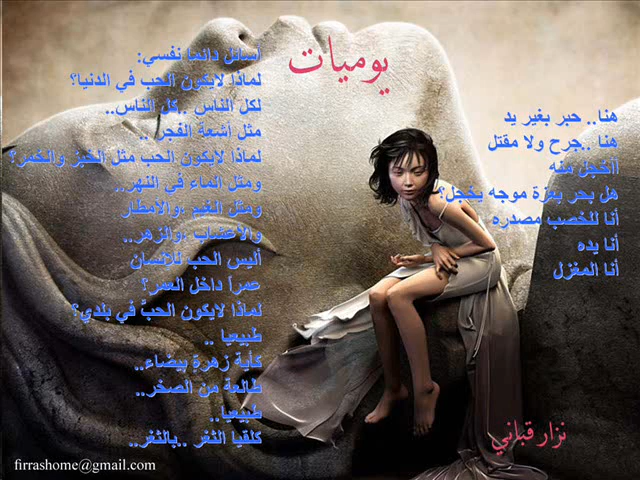 يوميات
هنا.. حبر بغير يد
هنا ..جرح ولا مقتل
أأخجل منه
هل بحر بعزة موجه يخجل؟
أنا للخصب مصدره
أنا يده
أنا المغزل
أسائل دائما نفسي:
لماذا لايكون الحب في الدنيا؟
لكل الناس ..كل الناس..
مثل أشعة الفجر ..
لماذا لايكون الحب مثل الخبز والخمر؟
ومثل الماء في النهر..
ومثل الغيم ،والأمطار
والأعشاب ،والزهر..
أليس الحب للأنسان
عمراً داخل العمر؟
لماذا لايكون الحبّ في بلدي؟
طبيعيا ..
كأية زهرة بيضاء..
طالعة من الصخر..
طبيعيا..
كلقيا الثغر ..بالثغر..
نزار قباني
firrashome@gmail.com